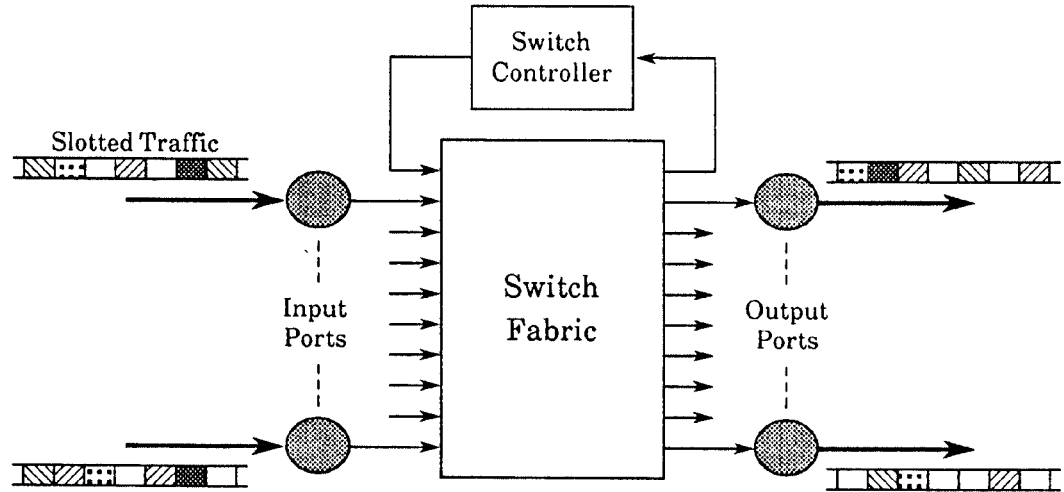 Switch
Controller
Slotted Traffic
Input
Ports
Switch
Fabric
Output
Ports